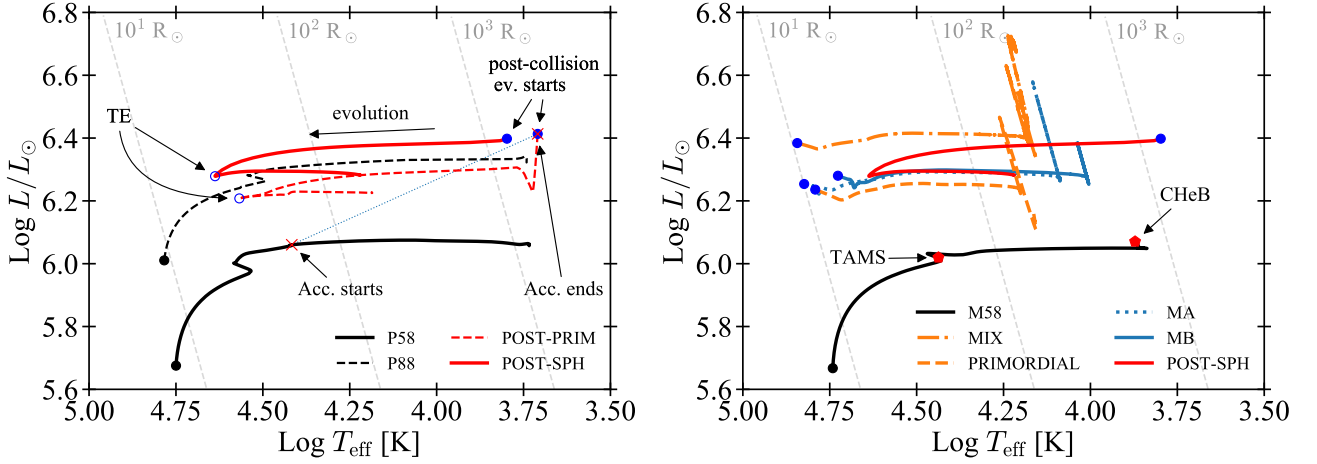 6.8
6.6
6.4
6.2
6.0
5.8
5.6
Log L/L⊙
5.00 4.75 4.50 4.25 4.00 3.75 3.50
Log Teff [K]
10¹ R⊙
10² R⊙
10³ R⊙
post-collision
ev. starts
evolution
TE
Acc. starts
Acc. ends
P58
P88
POST-PRIM
POST-SPH
6.8
6.6
6.4
6.2
6.0
5.8
5.6
Log L/L⊙
5.00 4.75 4.50 4.25 4.00 3.75 3.50
Log Teff [K]
10¹ R⊙
10² R⊙
10³ R⊙
CHeB
TAMS
M58
MIX
PRIMORDIAL
MA
MB
POST-SPH